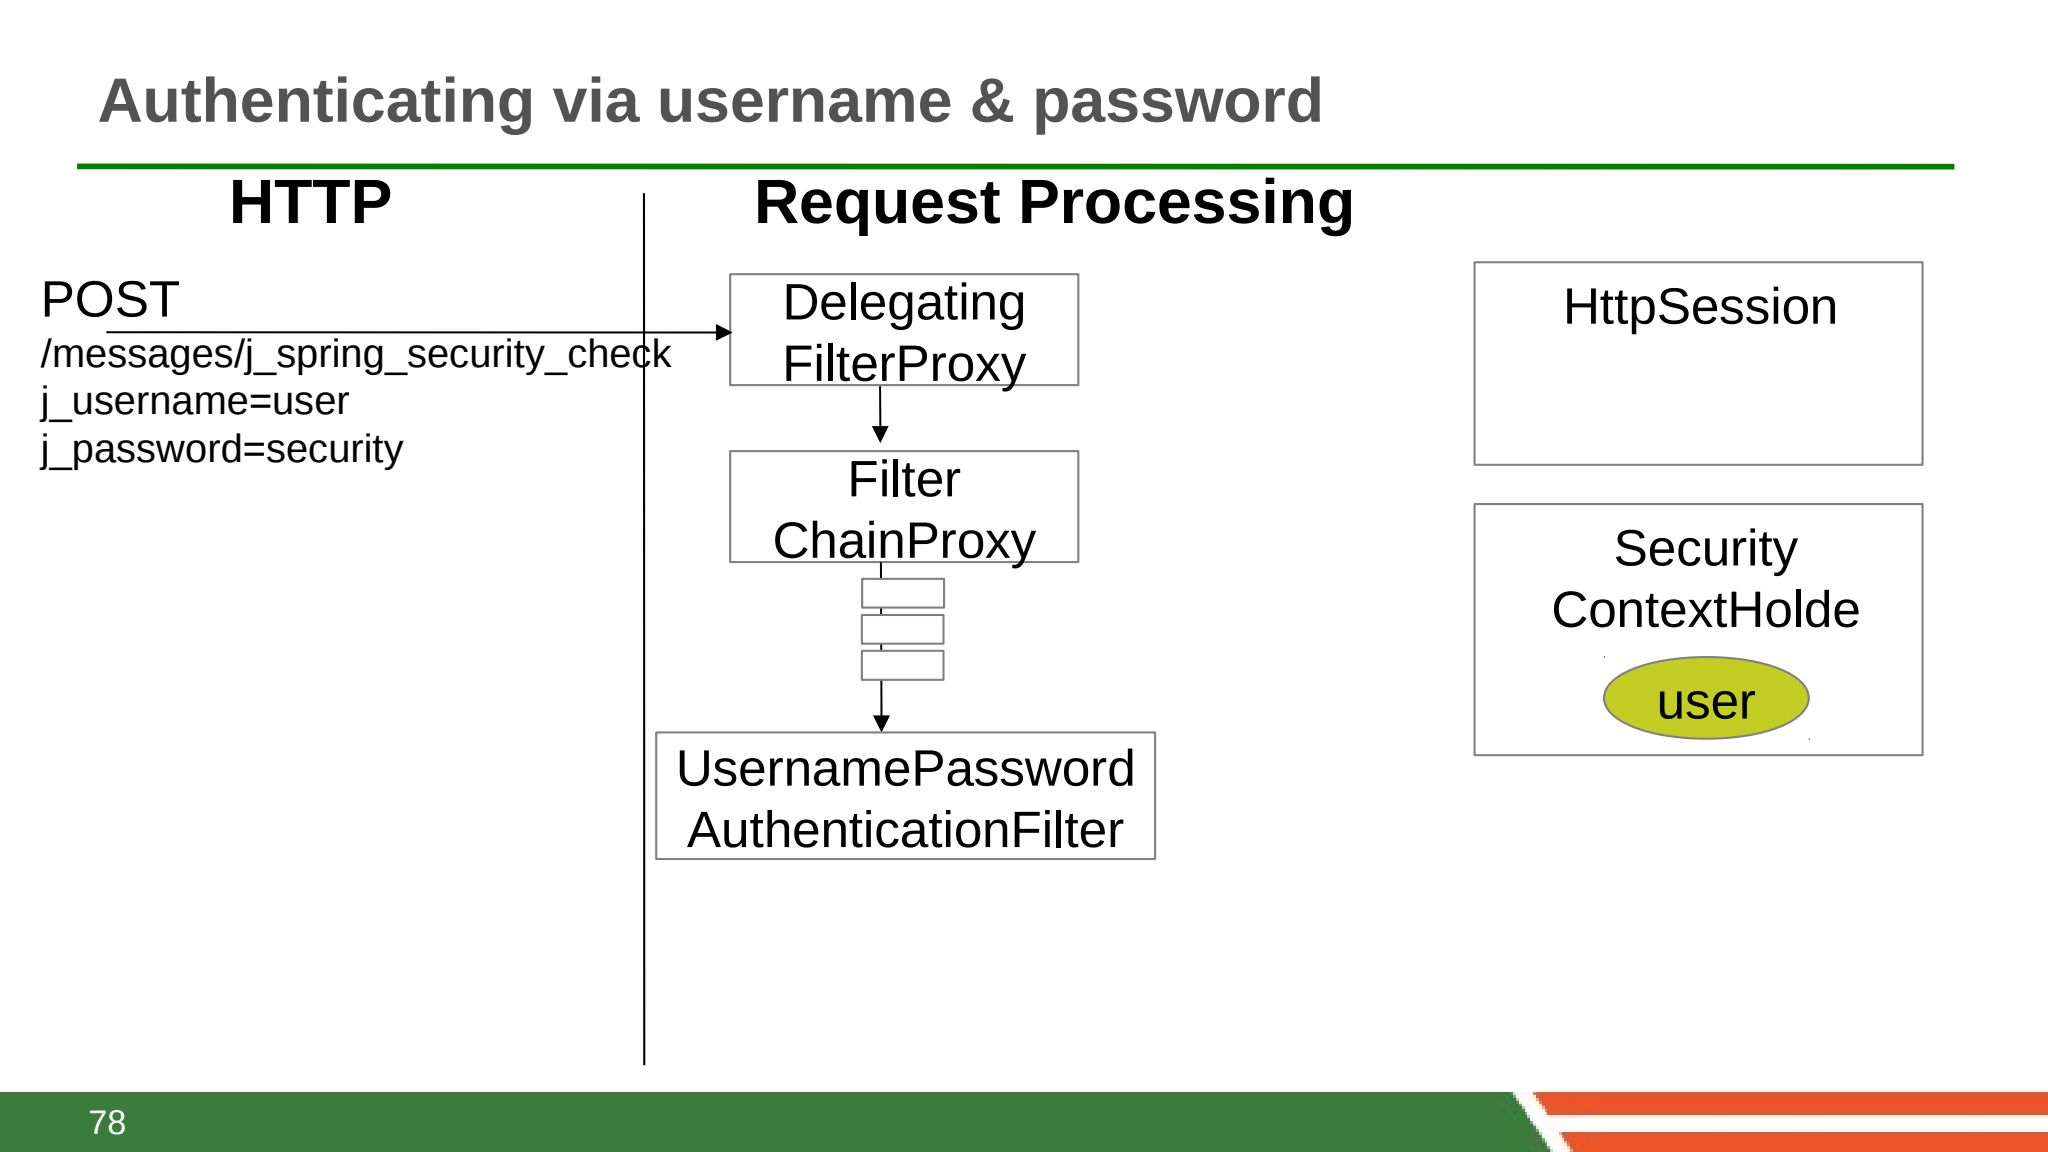 Authenticating via username & password
HTTP
Request Processing
POST
/messages/j_spring_security_check
j_username=user
j_password=security
Delegating
FilterProxy
Filter
ChainProxy
UsernamePassword
AuthenticationFilter
HttpSession
Security
ContextHolde
user
78